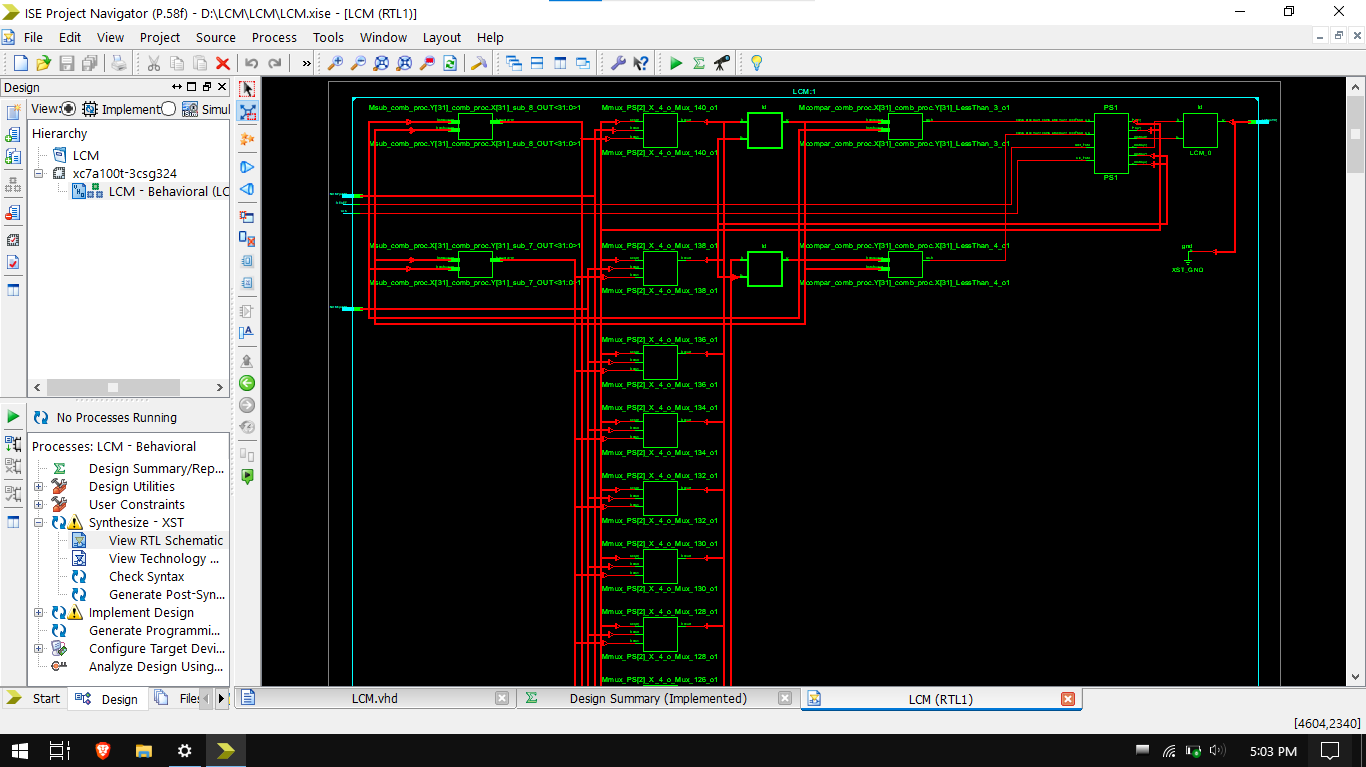 ISE Project Navigator (P.58f) - D:\LCM\LCM\LCM.xise - [LCM (RTL1)]
File Edit View Project Source Process Tools Window Layout Help
»
Design
View: Implement Simul
Hierarchy
LCM
xc7a100t-3csg324
LCM - Behavioral (LC
No Processes Running
Processes: LCM - Behavioral
Design Summary/Rep...
Design Utilities
User Constraints
Synthesize - XST
View RTL Schematic
View Technology ...
Check Syntax
Generate Post-Syn...
Implement Design
Generate Programmi...
Configure Target Devi...
Analyze Design Using...
Start Design Files
LCM:1
Msub_comb_proc.Y[31]_comb_proc.X[31]_sub_8_OUT<31:0>1
Mmux_PS[2]_X_4_o_Mux_140_o1
ld
Mcompar_comb_proc.X[31]_comb_proc.Y[31]_LessThan_3_o1
PS1
ld
Msub_comb_proc.Y[31]_comb_proc.X[31]_sub_8_OUT<31:0>1
Mmux_PS[2]_X_4_o_Mux_140_o1
Mcompar_comb_proc.X[31]_comb_proc.Y[31]_LessThan_3_o1
LCM_0
PS1
Msub_comb_proc.X[31]_comb_proc.Y[31]_sub_7_OUT<31:0>1
Mmux_PS[2]_X_4_o_Mux_138_o1
ld
Mcompar_comb_proc.Y[31]_comb_proc.X[31]_LessThan_4_o1
gnd
XST_GND
Msub_comb_proc.X[31]_comb_proc.Y[31]_sub_7_OUT<31:0>1
Mmux_PS[2]_X_4_o_Mux_138_o1
Mcompar_comb_proc.Y[31]_comb_proc.X[31]_LessThan_4_o1
Mmux_PS[2]_X_4_o_Mux_136_o1
Mmux_PS[2]_X_4_o_Mux_136_o1
Mmux_PS[2]_X_4_o_Mux_134_o1
Mmux_PS[2]_X_4_o_Mux_134_o1
Mmux_PS[2]_X_4_o_Mux_132_o1
Mmux_PS[2]_X_4_o_Mux_132_o1
Mmux_PS[2]_X_4_o_Mux_130_o1
Mmux_PS[2]_X_4_o_Mux_130_o1
Mmux_PS[2]_X_4_o_Mux_128_o1
Mmux_PS[2]_X_4_o_Mux_128_o1
Mmux_PS[2]_X_4_o_Mux_126_o1
LCM.vhd
Design Summary (Implemented)
LCM (RTL1)
[4604,2340]
5:03 PM